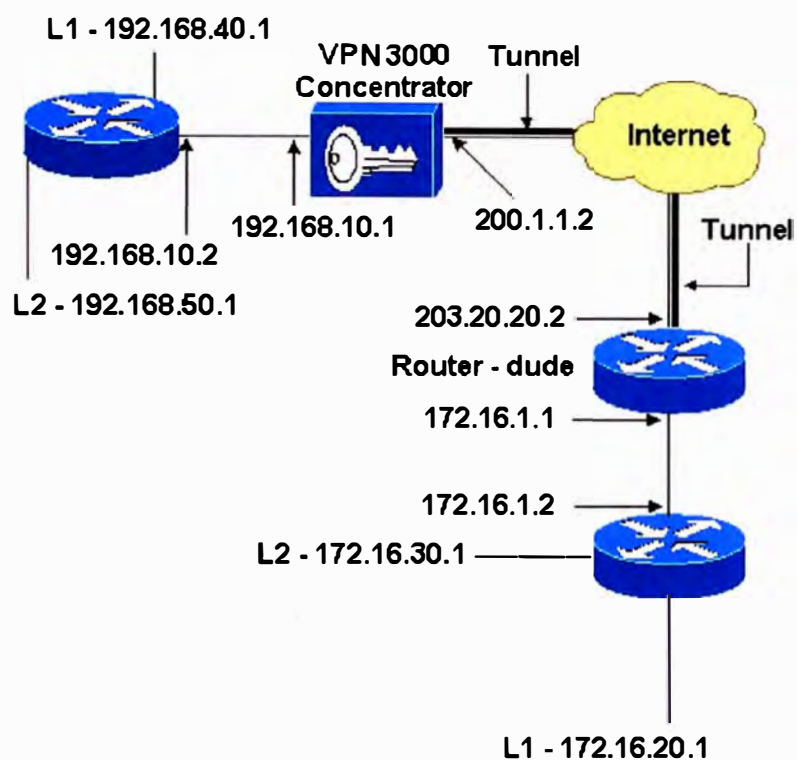 L1 - 192.168.40.1
VPN 3000
Concentrator
Tunnel
Internet
192.168.10.1
200.1.1.2
192.168.10.2
Tunnel
L2 - 192.168.50.1
203.20.20.2
Router - dude
172.16.1.1
172.16.1.2
L2 - 172.16.30.1
L1 - 172.16.20.1